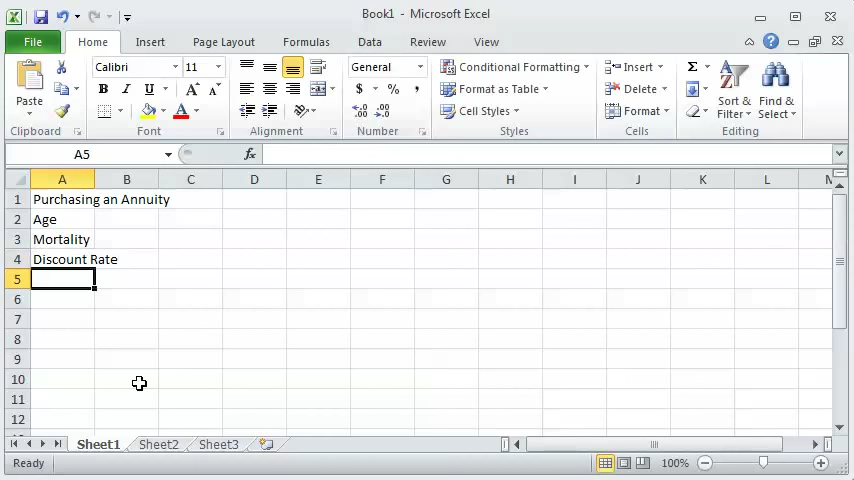 Book1 - Microsoft Excel
File Home Insert Page Layout Formulas Data Review View
Paste
Calibri 11
B I U
A
A A
General
$ % ,
Conditional Formatting
Format as Table
Cell Styles
Insert
Delete
Format
Σ
Sort & Filter
Find & Select
Clipboard Font Alignment Number Styles Cells Editing
A5 fx
A B C D E F G H I J K L M
1 Purchasing an Annuity
2 Age
3 Mortality
4 Discount Rate
5
6
7
8
9
10
11
12
Sheet1 Sheet2 Sheet3
Ready 100%